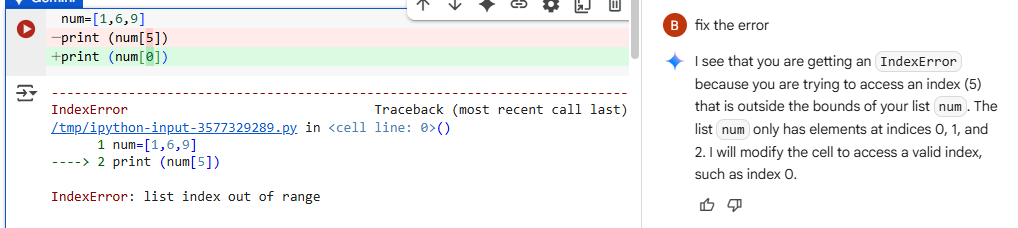 Gemini
num=[1,6,9]
—print (num[5])
+print (num[0])
IndexError Traceback (most recent call last)
/tmp/ipython-input-3577329289.py in <cell line: 0>()
1 num=[1,6,9]
----> 2 print (num[5])
IndexError: list index out of range
B fix the error
I see that you are getting an IndexError
because you are trying to access an index (5)
that is outside the bounds of your list num . The
list num only has elements at indices 0, 1, and
2. I will modify the cell to access a valid index,
such as index 0.